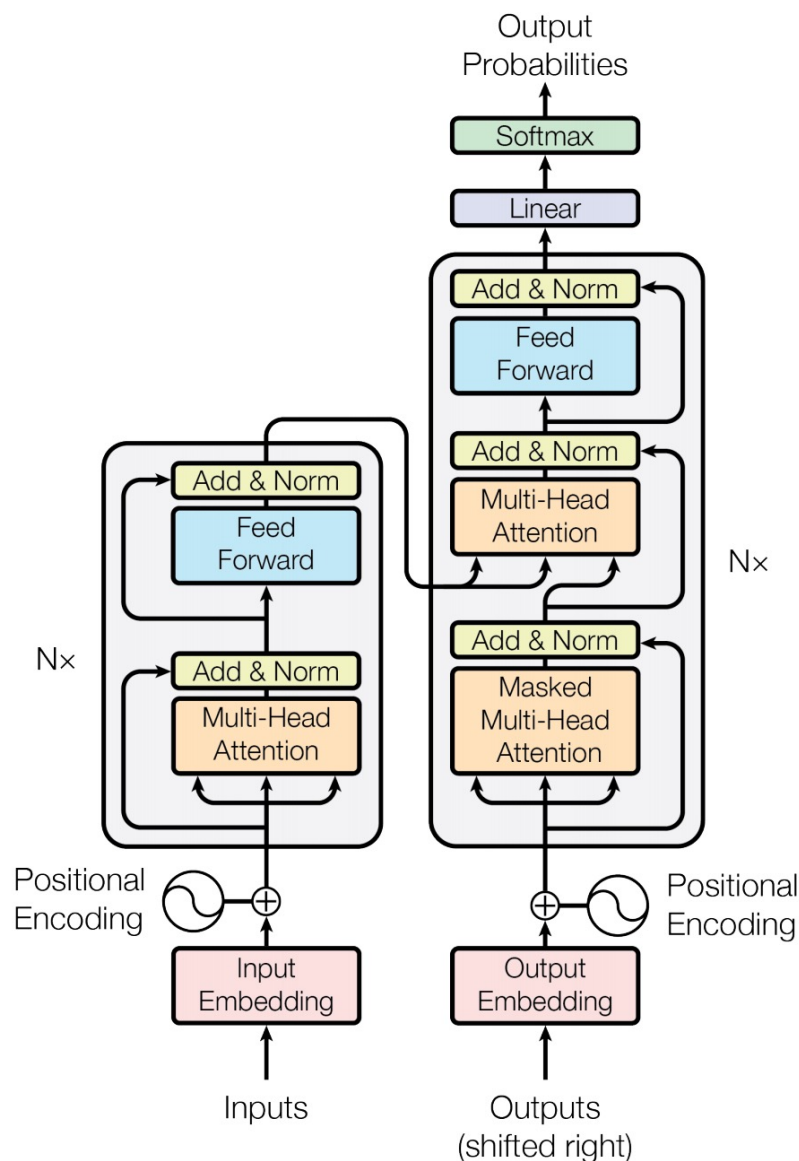 Output
Probabilities
Softmax
Linear
Add & Norm
Feed
Forward
Add & Norm
Multi-Head
Attention
Add & Norm
Masked
Multi-Head
Attention
N×
Add & Norm
Feed
Forward
Add & Norm
Multi-Head
Attention
N×
Positional
Encoding
Positional
Encoding
Input
Embedding
Output
Embedding
Inputs
Outputs
(shifted right)